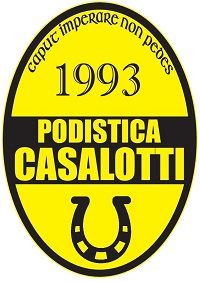 caput imperare non pedes
1993
PODISTICA
CASALOTTI